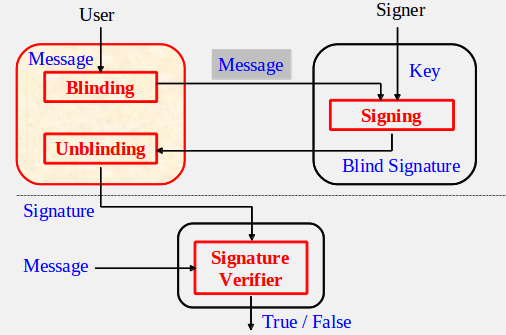 User
Signer
Message
Message
Key
Blinding
Signing
Unblinding
Blind Signature
Signature
Signature
Verifier
Message
True / False